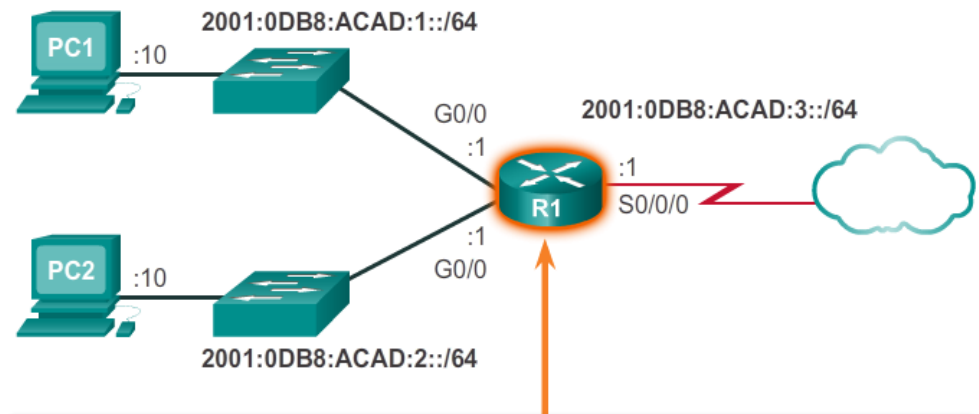 2001:0DB8:ACAD:1::/64
PC1
:10
G0/0
:1
2001:0DB8:ACAD:3::/64
:1
R1
S0/0/0
:1
G0/0
PC2
:10
2001:0DB8:ACAD:2::/64